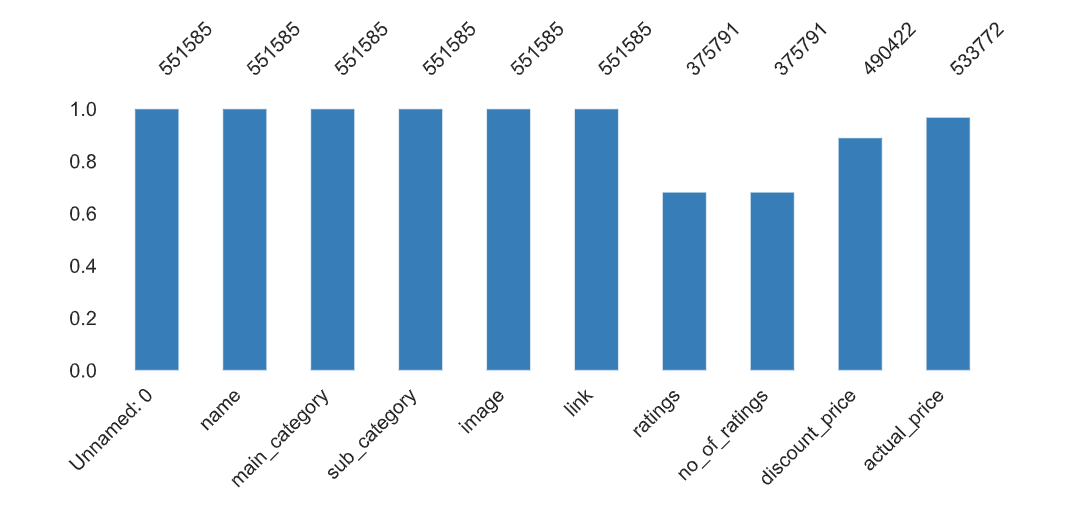 551585
551585
551585
551585
551585
551585
375791
375791
490422
533772
1.0
0.8
0.6
0.4
0.2
0.0
Unnamed: 0
name
main_category
sub_category
image
link
ratings
no_of_ratings
discount_price
actual_price